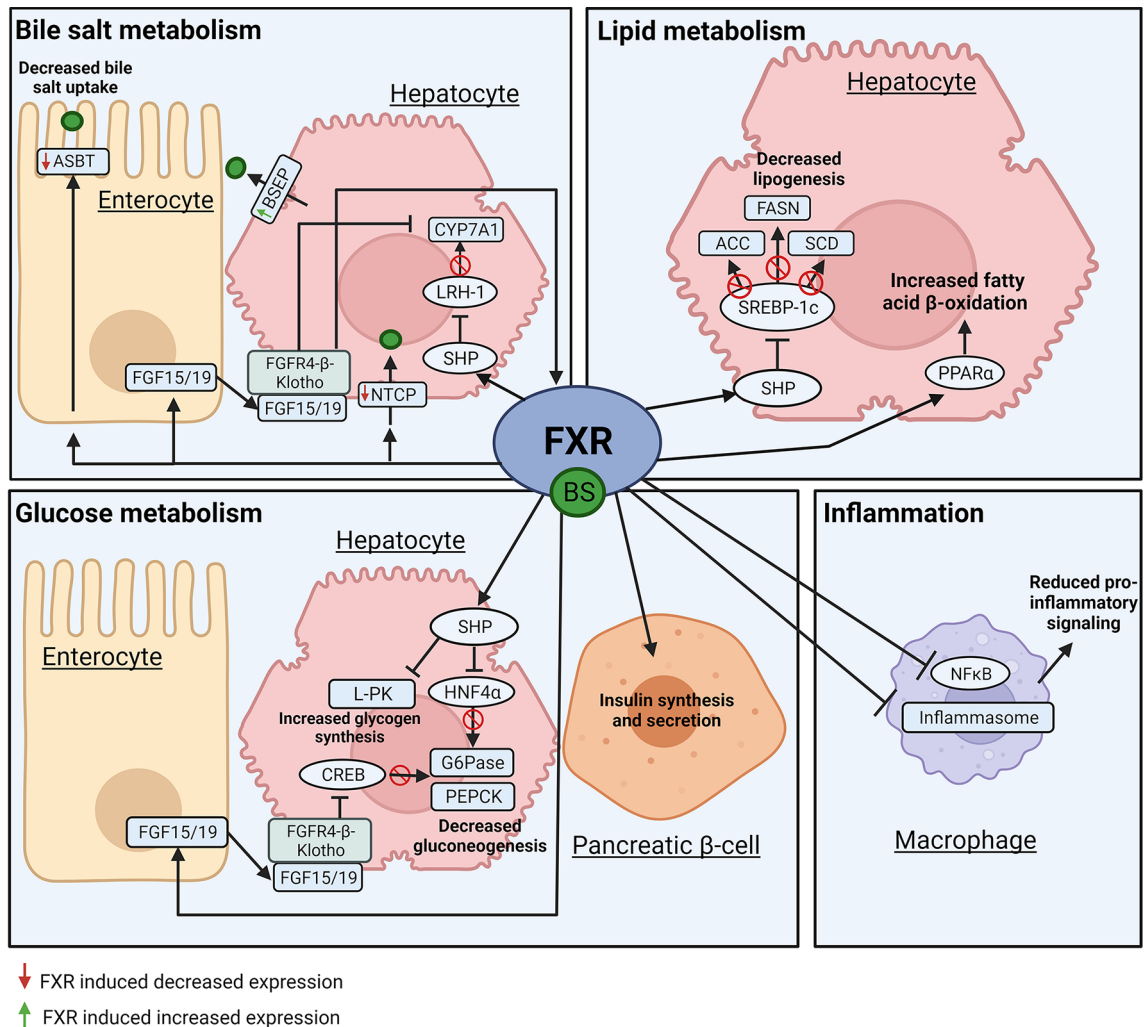 Bile salt metabolism
Decreased bile
salt uptake
ASBT
Enterocyte
Hepatocyte
BSEP
CYP7A1
LRH-1
SHP
FGFR4-β-
Klotho
FGF15/19
FGF15/19
NTCP
Lipid metabolism
Hepatocyte
Decreased
lipogenesis
FASN
ACC
SCD
SREBP-1c
SHP
Increased fatty
acid β-oxidation
PPARα
FXR
BS
Glucose metabolism
Hepatocyte
Enterocyte
SHP
L-PK
HNF4α
Increased glycogen
synthesis
CREB
G6Pase
PEPCK
Decreased
gluconeogenesis
FGF15/19
FGFR4-β-
Klotho
FGF15/19
Insulin synthesis
and secretion
Pancreatic β-cell
Inflammation
Reduced pro-
inflammatory
signaling
NFκB
Inflammasome
Macrophage
FXR induced decreased expression
FXR induced increased expression